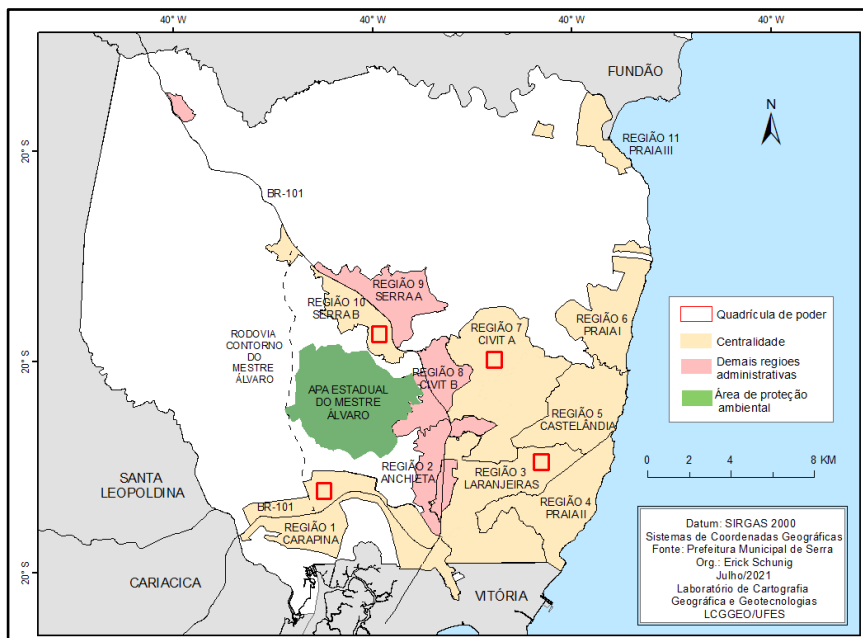 40° W
40° W
40° W
40° W
FUNDÃO
N
REGIÃO 11
PRAIA III
20° S
BR-101
REGIÃO 9
SERRA A
REGIÃO 10
SERRA B
REGIÃO 7
CIVIT A
REGIÃO 6
PRAIA I
RODOVIA
CONTORNO
DO
MESTRE
ÁLVARO
20° S
REGIÃO 8
CIVIT B
APA ESTADUAL
DO MESTRE
ÁLVARO
REGIÃO 5
CASTELÂNDIA
Quadrícula de poder
Centralidade
Demais regioes
administrativas
Área de proteção
ambiental
REGIÃO 2
ANCHIETA
REGIÃO 3
LARANJEIRAS
0 2 4 8 KM
SANTA
LEOPOLDINA
BR-101
REGIÃO 1
CARAPINA
REGIÃO 4
PRAIA II
20° S
CARIACICA
VITÓRIA
Datum: SIRGAS 2000
Sistemas de Coordenadas Geográficas
Fonte: Prefeitura Municipal de Serra
Org.: Erick Schunig
Julho/2021
Laboratório de Cartografia
Geográfica e Geotecnologias
LCGGEO/UFES